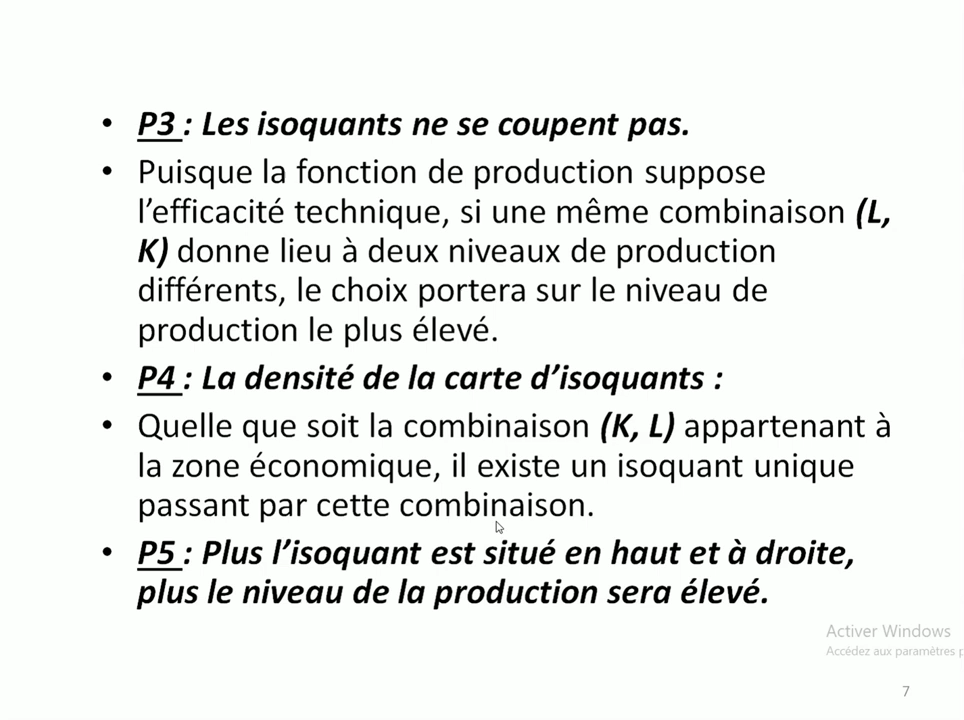 • P3 : Les isoquants ne se coupent pas.
• Puisque la fonction de production suppose
l’efficacité technique, si une même combinaison (L,
K) donne lieu à deux niveaux de production
différents, le choix portera sur le niveau de
production le plus élevé.
• P4 : La densité de la carte d’isoquants :
• Quelle que soit la combinaison (K, L) appartenant à
la zone économique, il existe un isoquant unique
passant par cette combinaison.
• P5 : Plus l’isoquant est situé en haut et à droite,
plus le niveau de la production sera élevé.
Activer Windows
Accédez aux paramètres p
7